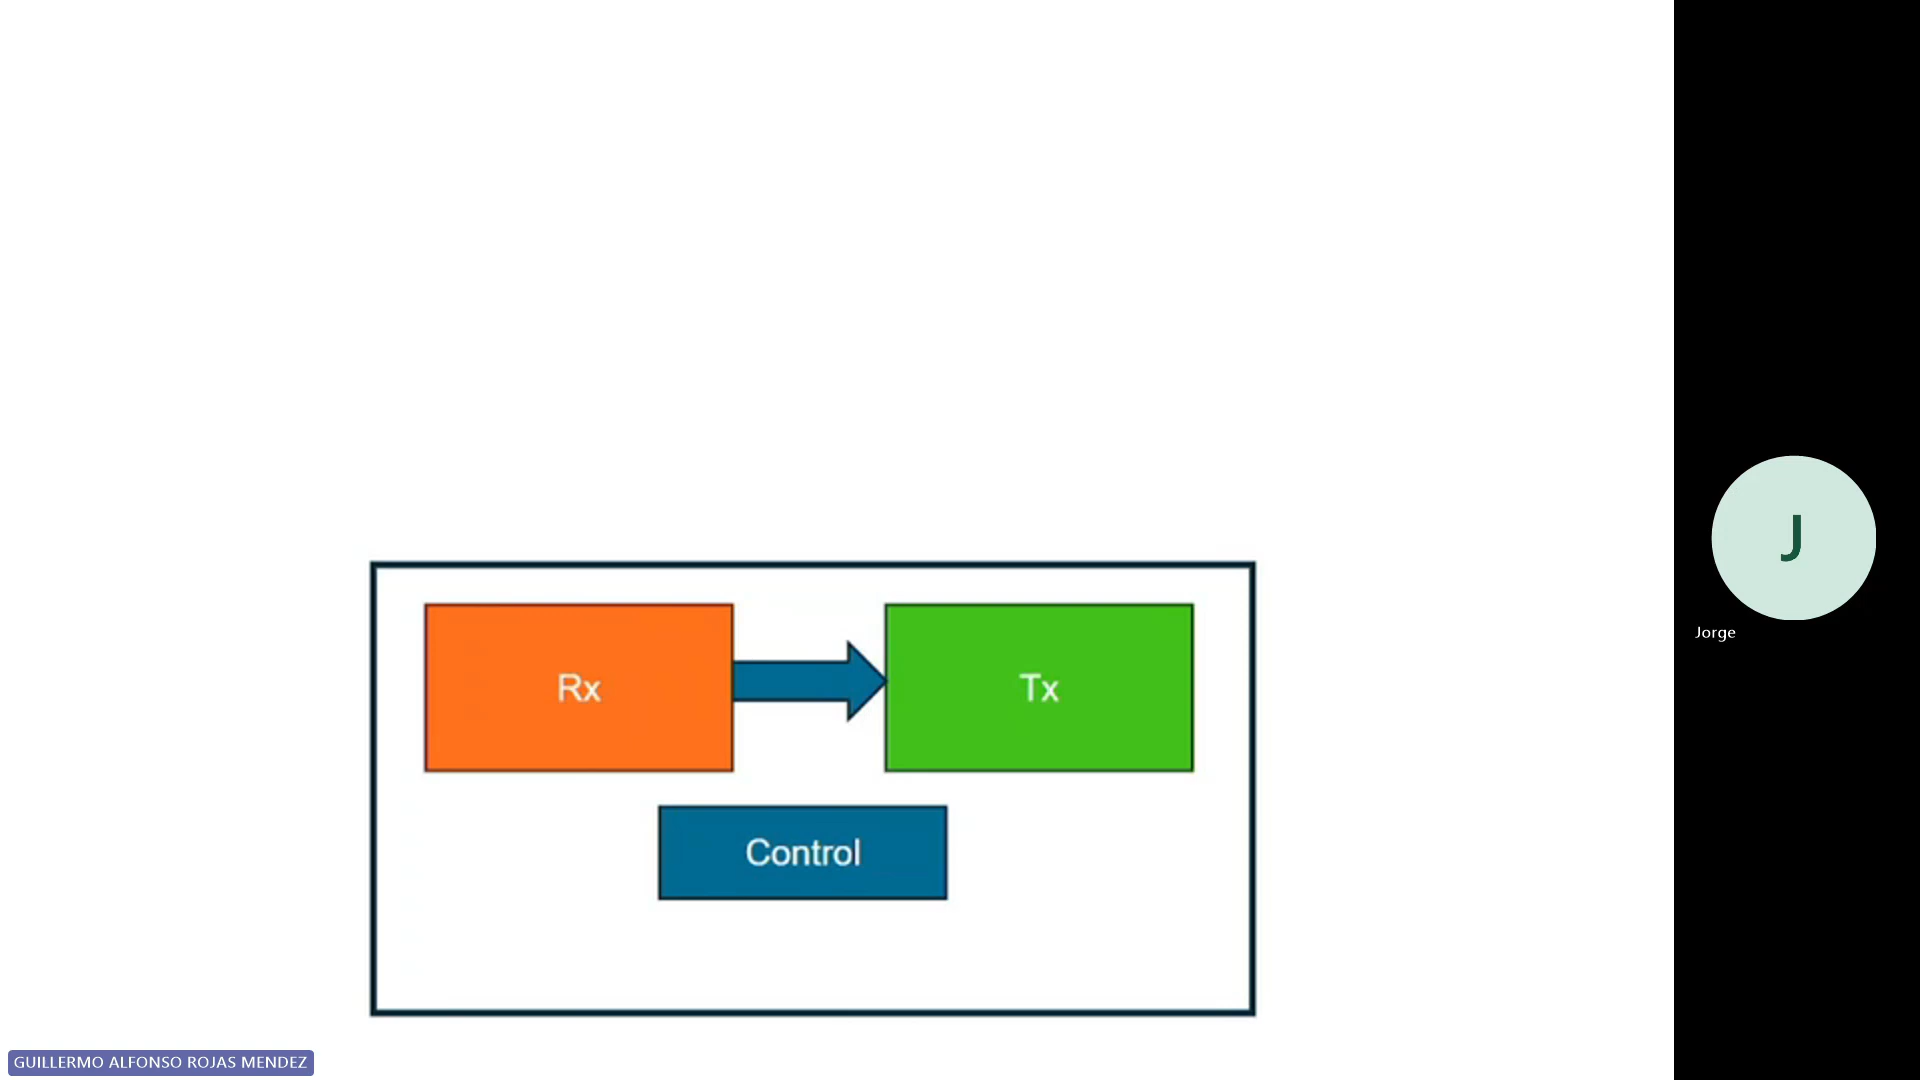 Rx
Tx
Control
J
Jorge
GUILLERMO ALFONSO ROJAS MENDEZ